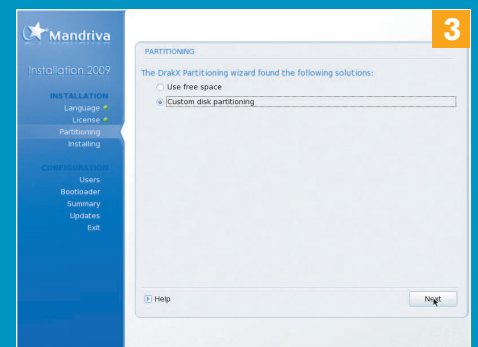 3
Mandriva
Installation 2009
INSTALLATION
Language
License
Partitioning
Installing
CONFIGURATION
Users
Bootloader
Summary
Updates
Exit
PARTITIONING
The DrakX Partitioning wizard found the following solutions:
Use free space
Custom disk partitioning
Help
Next